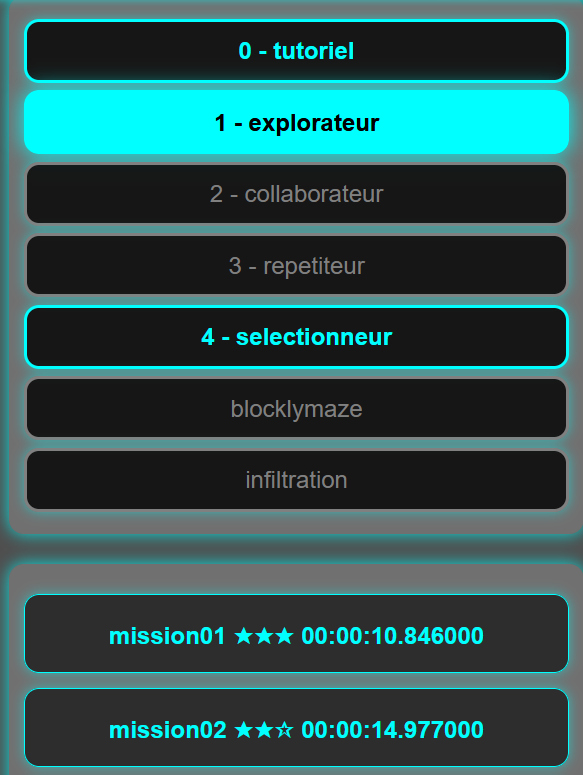 0 - tutoriel
1 - explorateur
2 - collaborateur
3 - repetiteur
4 - selectionneur
blocklymaze
infiltration
mission01 ★★★ 00:00:10.846000
mission02 ★★☆ 00:00:14.977000